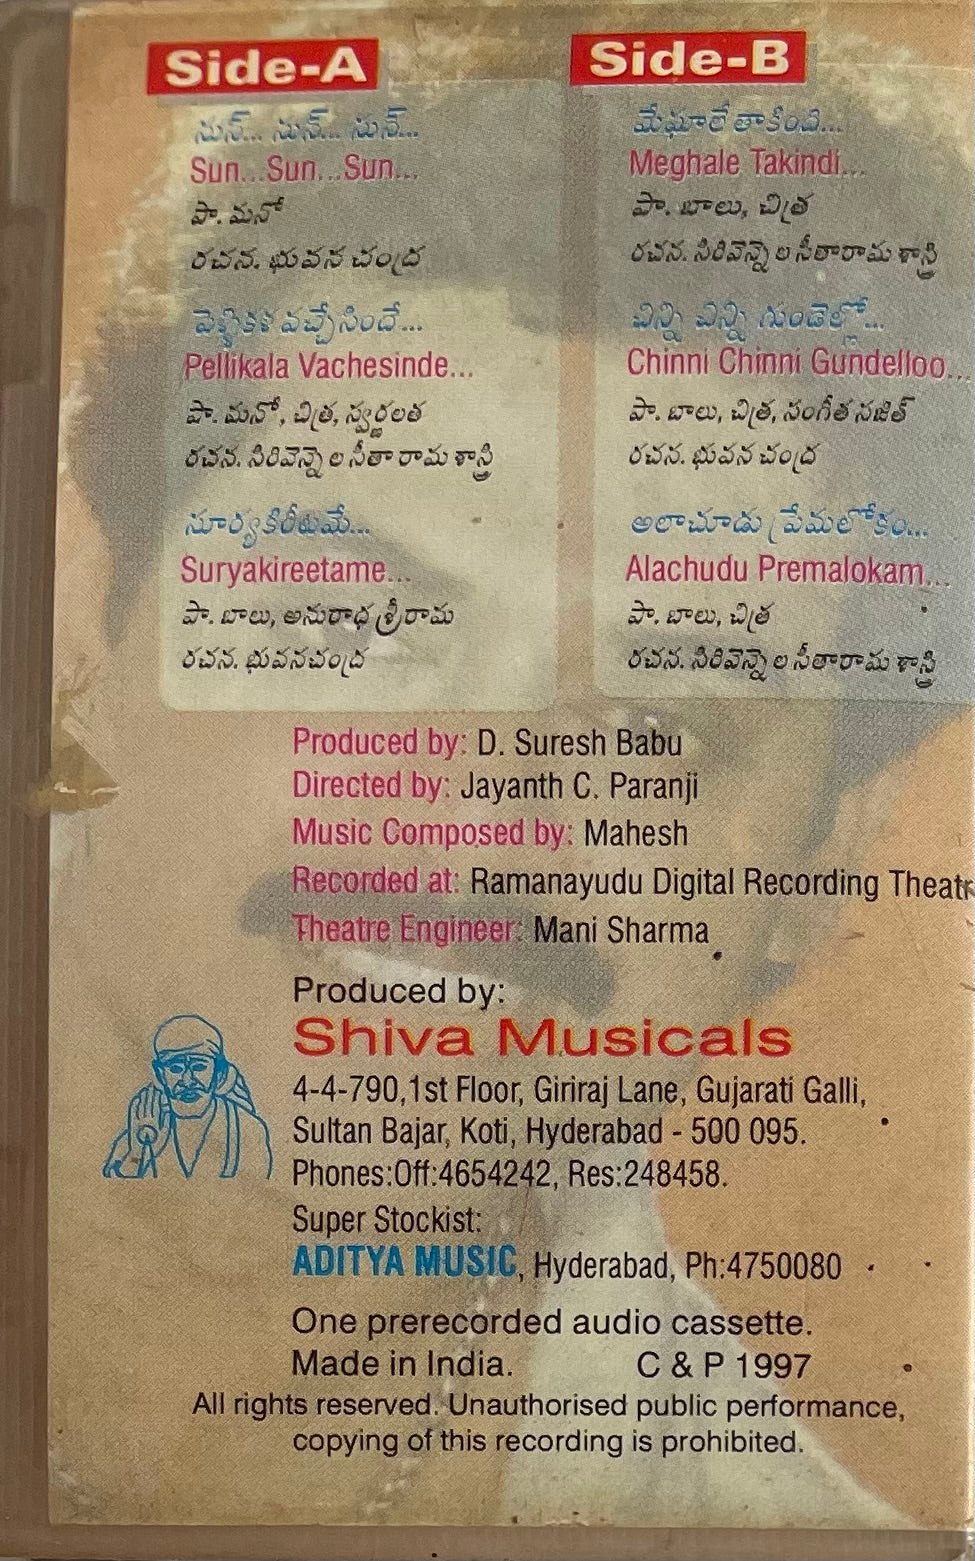 Side-A
సున్... సున్... సున్...
Sun...Sun...Sun...
పా. మనో
రచన. భువన చంద్ర
పెళ్ళికళ వచ్చేసిందే...
Pellikala Vachesinde...
పా. మనో, చిత్ర, స్వర్ణలత
రచన. సిరివెన్నెల సీతా రామ శాస్త్రి
సూర్యకిరీటమే...
Suryakireetame...
పా. బాలు, అనురాధ శ్రీరామ
రచన. భువనచంద్ర
Side-B
మేఘాలే తాకింది...
Meghale Takindi...
పా. బాలు, చిత్ర
రచన. సిరివెన్నెల సీతారామ శాస్త్రి
చిన్ని చిన్ని గుండెల్లో...
Chinni Chinni Gundelloo...
పా. బాలు, చిత్ర, సంగీత సజిత్
రచన. భువన చంద్ర
అలాచూడు ప్రేమలోకం...
Alachudu Premalokam...
పా. బాలు, చిత్ర
రచన. సిరివెన్నెల సీతారామ శాస్త్రి
Produced by: D. Suresh Babu
Directed by: Jayanth C. Paranji
Music Composed by: Mahesh
Recorded at: Ramanayudu Digital Recording Theatr
Theatre Engineer: Mani Sharma
Produced by:
Shiva Musicals
4-4-790,1st Floor, Giriraj Lane, Gujarati Galli,
Sultan Bajar, Koti, Hyderabad - 500 095.
Phones:Off:4654242, Res:248458.
Super Stockist:
ADITYA MUSIC, Hyderabad, Ph:4750080
One prerecorded audio cassette.
Made in India. C & P 1997
All rights reserved. Unauthorised public performance,
copying of this recording is prohibited.